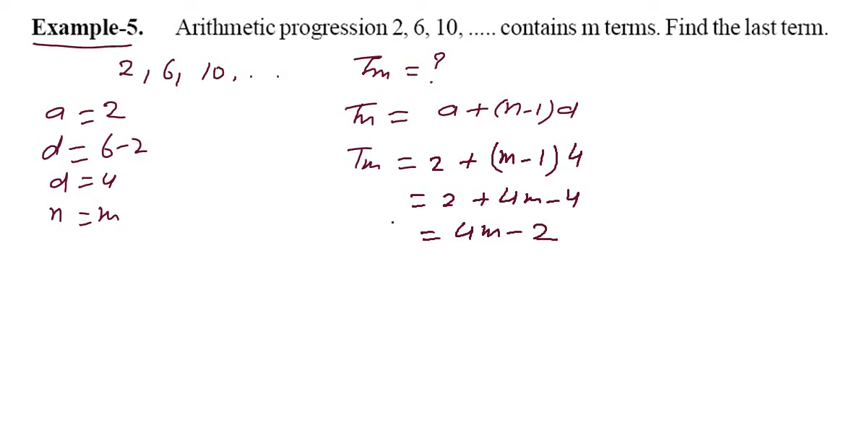 Example-5. Arithmetic progression 2, 6, 10, ..... contains m terms. Find the last term.
2, 6, 10, ...
a = 2
d = 6-2
d = 4
n = m
Tm = ?
Tn = a + (n-1)d
Tm = 2 + (m-1)4
= 2 + 4m - 4
= 4m - 2